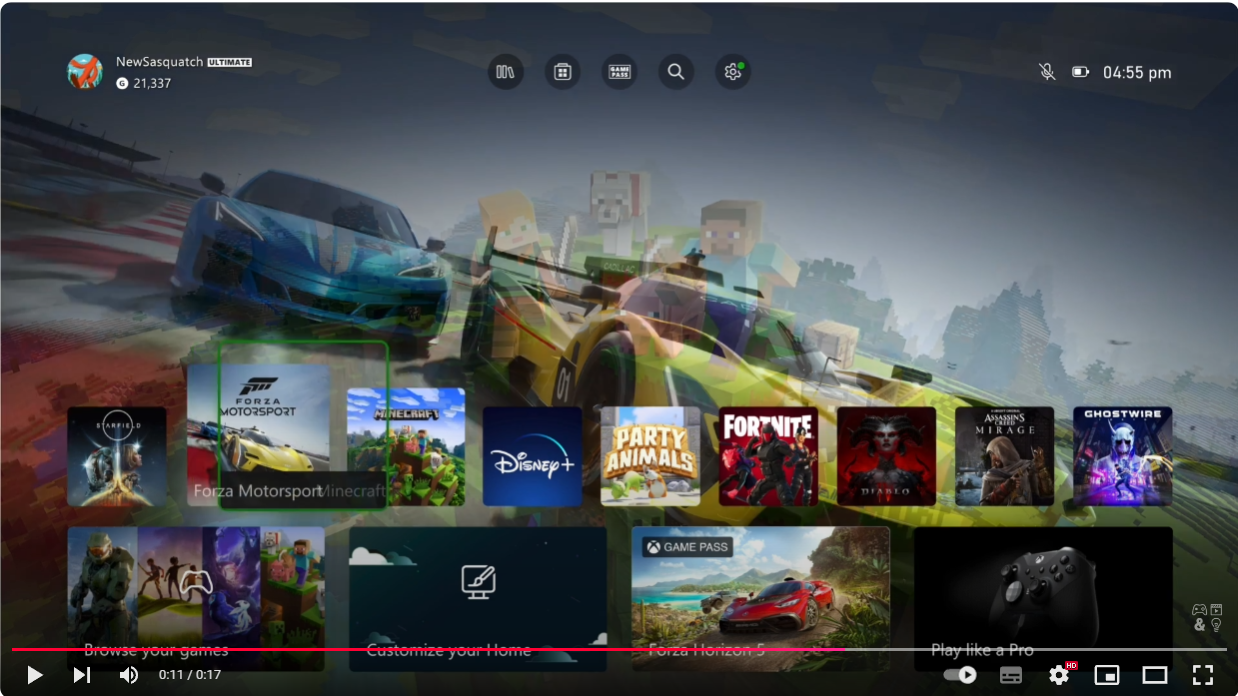 NewSasquatch ULTIMATE
G 21,337
GAME PASS
04:55 pm
CADILLAC
01
STARFIELD
FORZA
MOTORSPORT
Forza Motorsport
MINECRAFT
Minecraft
Disney+
PARTY
ANIMALS
FORTNITE
DIABLO
ASSASSIN'S
CREED
MIRAGE
GHOSTWIRE
Browse your games
Customize your Home
GAME PASS
Forza Horizon 5
Play like a Pro
&
0:11 / 0:17
HD